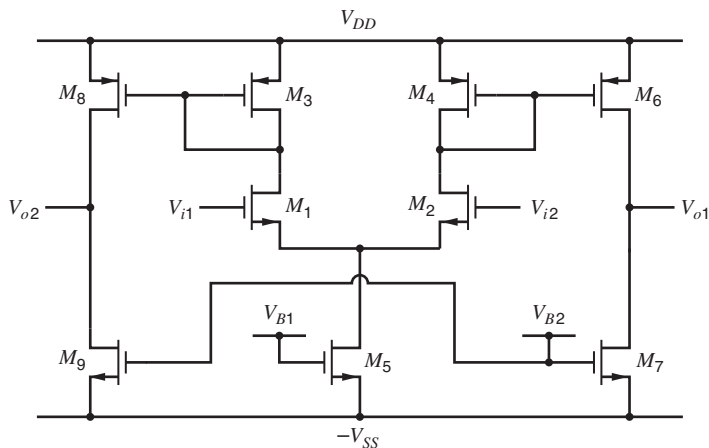 V_DD
M_8
M_3
M_4
M_6
V_o2
V_i1
M_1
M_2
V_i2
V_o1
V_B1
V_B2
M_9
M_5
M_7
−V_SS